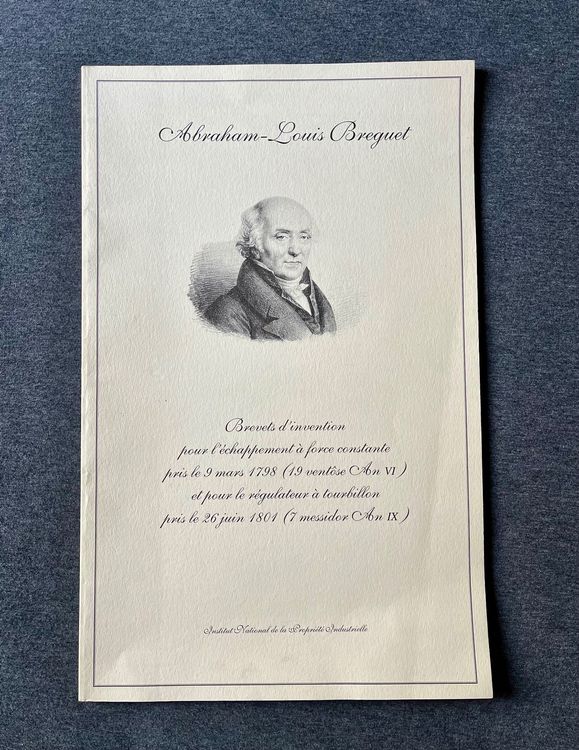 Abraham-Louis Breguet
Brevets d'invention
pour l'échappement à force constante
pris le 9 mars 1798 (19 ventôse An VI)
et pour le régulateur à tourbillon
pris le 26 juin 1801 (7 messidor An IX)
Institut National de la Propriété Industrielle